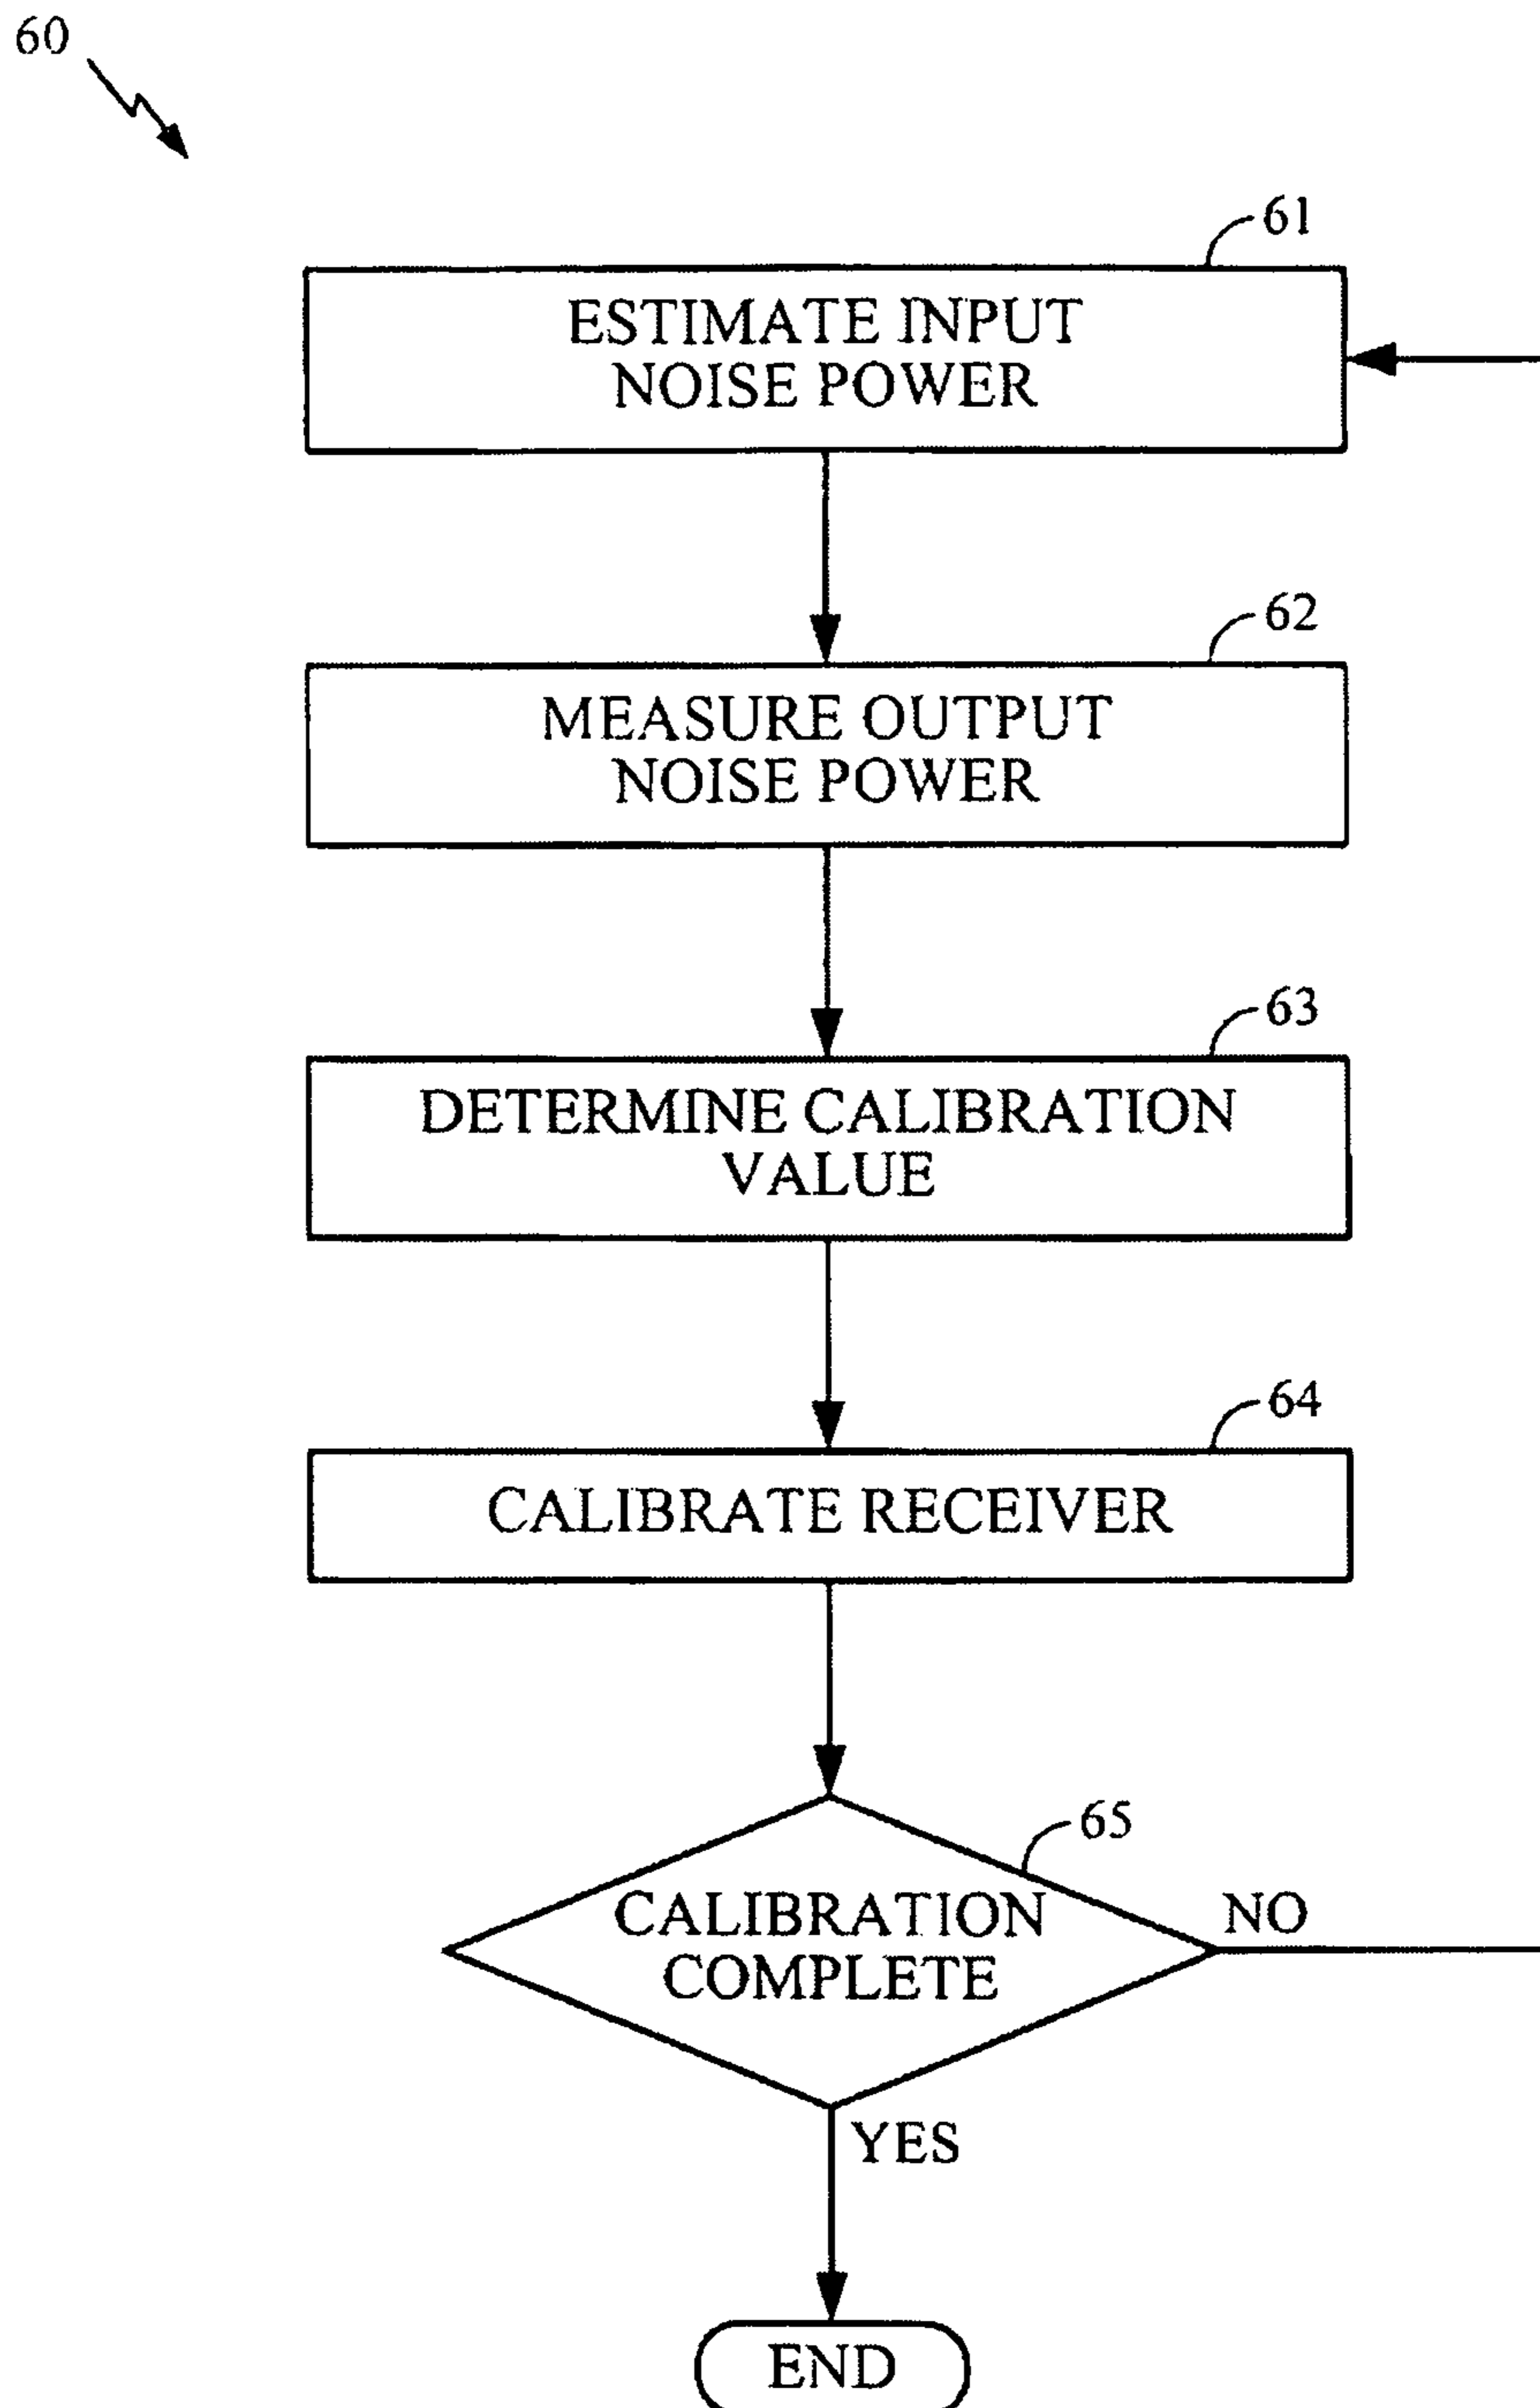 60
61
ESTIMATE INPUT
NOISE POWER
62
MEASURE OUTPUT
NOISE POWER
63
DETERMINE CALIBRATION
VALUE
64
CALIBRATE RECEIVER
65
CALIBRATION
COMPLETE
NO
YES
END